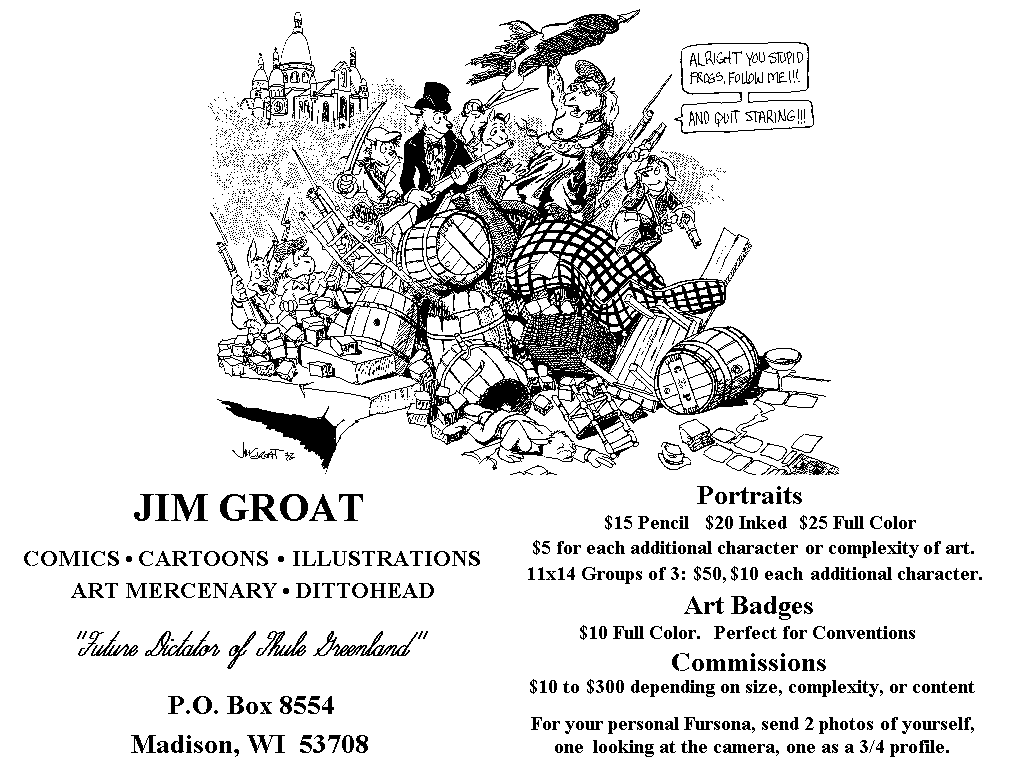 ALRIGHT YOU STUPID
FROGS, FOLLOW ME!!!
AND QUIT STARING!!!
JIM GROAT 92
JIM GROAT
COMICS • CARTOONS • ILLUSTRATIONS
ART MERCENARY • DITTOHEAD
"Future Dictator of Thule Greenland"
P.O. Box 8554
Madison, WI 53708
Portraits
$15 Pencil $20 Inked $25 Full Color
$5 for each additional character or complexity of art.
11x14 Groups of 3: $50, $10 each additional character.
Art Badges
$10 Full Color. Perfect for Conventions
Commissions
$10 to $300 depending on size, complexity, or content
For your personal Fursona, send 2 photos of yourself,
one looking at the camera, one as a 3/4 profile.